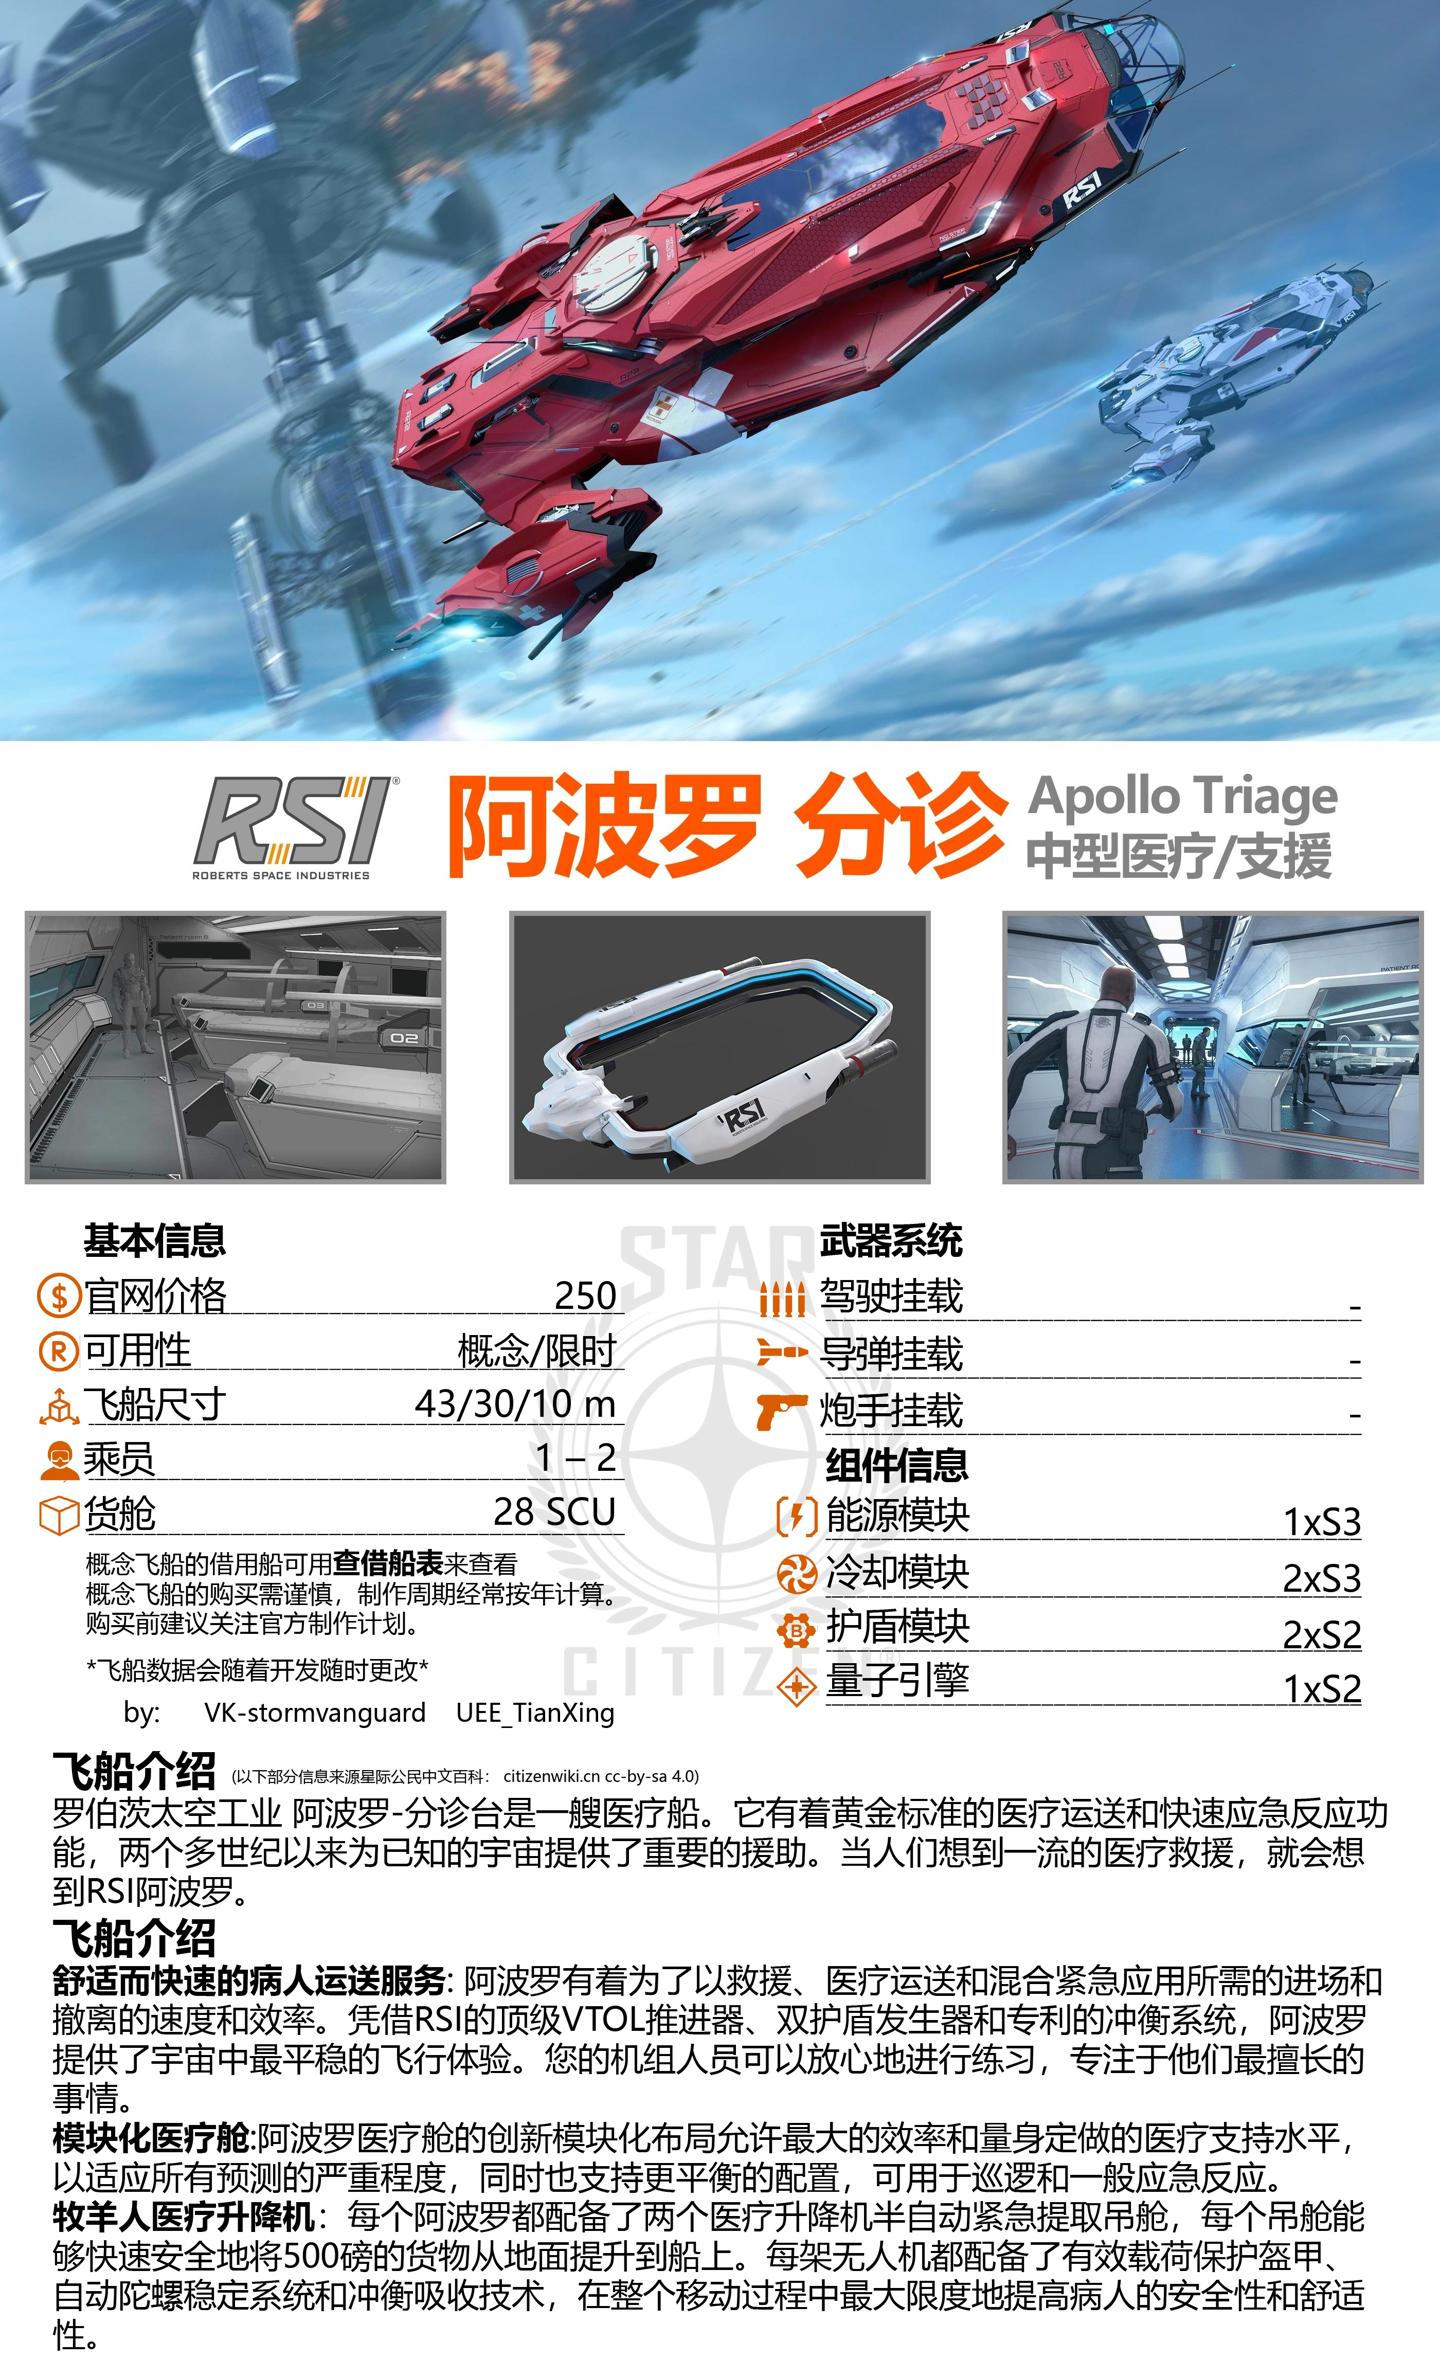 RSI
RSI
RSI
ROBERTS SPACE INDUSTRIES
阿波罗 分诊
Apollo Triage
中型医疗/支援
03
02
RSI
STAR
CITIZEN®
基本信息
官网价格 250
可用性 概念/限时
飞船尺寸 43/30/10 m
乘员 1 – 2
货舱 28 SCU
概念飞船的借用船可用查借船表来查看
概念飞船的购买需谨慎，制作周期经常按年计算。
购买前建议关注官方制作计划。
*飞船数据会随着开发随时更改*
by: VK-stormvanguard UEE_TianXing
武器系统
驾驶挂载 -
导弹挂载 -
炮手挂载 -
组件信息
能源模块 1xS3
冷却模块 2xS3
护盾模块 2xS2
量子引擎 1xS2
飞船介绍 (以下部分信息来源星际公民中文百科： citizenwiki.cn cc-by-sa 4.0)
罗伯茨太空工业 阿波罗-分诊台是一艘医疗船。它有着黄金标准的医疗运送和快速应急反应功
能，两个多世纪以来为已知的宇宙提供了重要的援助。当人们想到一流的医疗救援，就会想
到RSI阿波罗。
飞船介绍
舒适而快速的病人运送服务: 阿波罗有着为了以救援、医疗运送和混合紧急应用所需的进场和
撤离的速度和效率。凭借RSI的顶级VTOL推进器、双护盾发生器和专利的冲衡系统，阿波罗
提供了宇宙中最平稳的飞行体验。您的机组人员可以放心地进行练习，专注于他们最擅长的
事情。
模块化医疗舱:阿波罗医疗舱的创新模块化布局允许最大的效率和量身定做的医疗支持水平，
以适应所有预测的严重程度，同时也支持更平衡的配置，可用于巡逻和一般应急反应。
牧羊人医疗升降机：每个阿波罗都配备了两个医疗升降机半自动紧急提取吊舱，每个吊舱能
够快速安全地将500磅的货物从地面提升到船上。每架无人机都配备了有效载荷保护盔甲、
自动陀螺稳定系统和冲衡吸收技术，在整个移动过程中最大限度地提高病人的安全性和舒适
性。